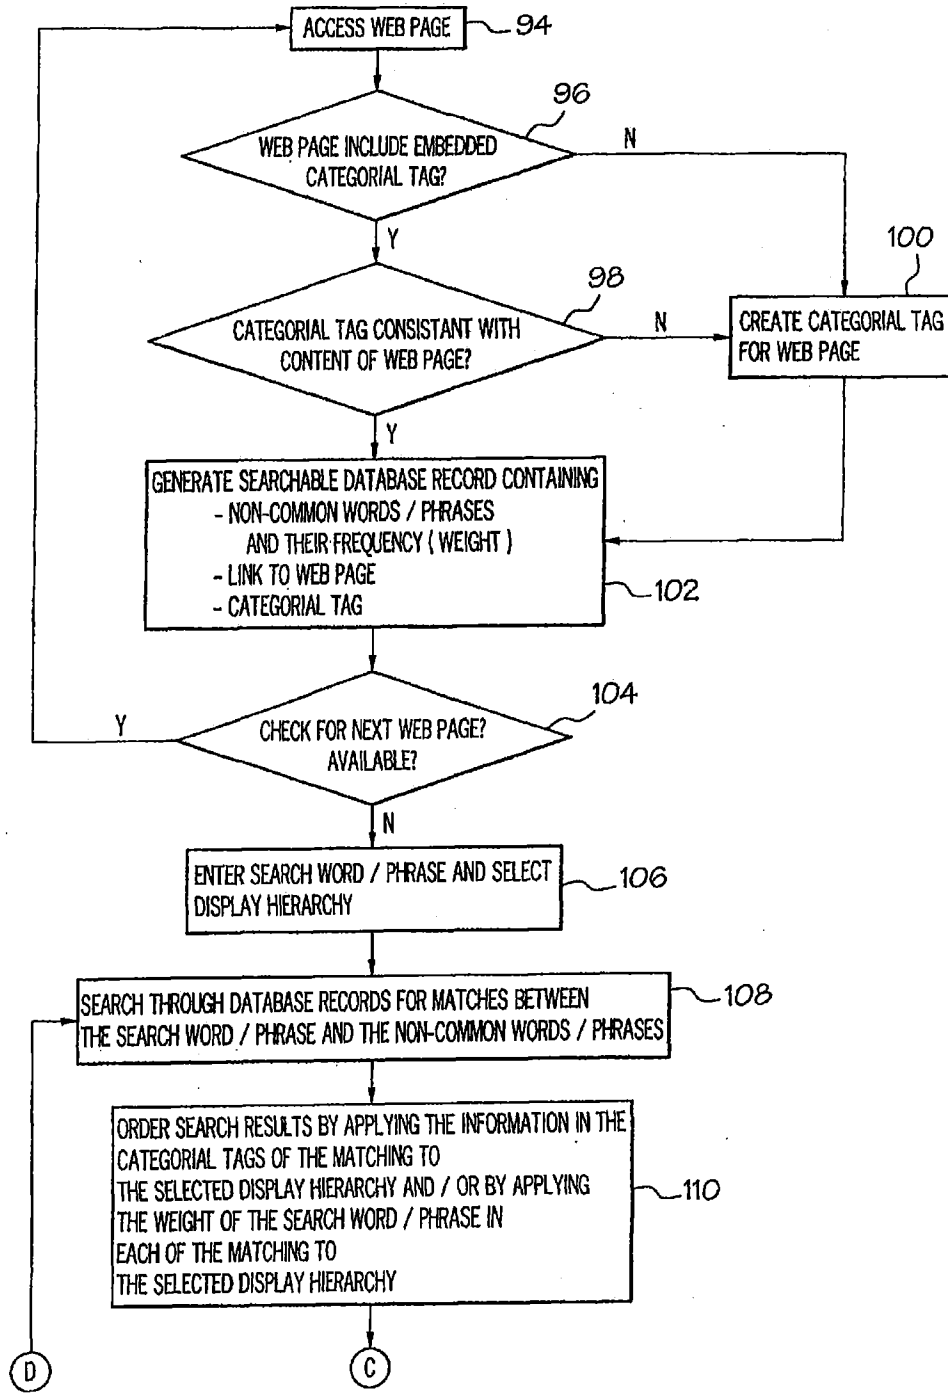 ACCESS WEB PAGE
94
96
WEB PAGE INCLUDE EMBEDDED
CATEGORIAL TAG?
N
Y
100
98
CATEGORIAL TAG CONSISTANT WITH
CONTENT OF WEB PAGE?
N
CREATE CATEGORIAL TAG
FOR WEB PAGE
Y
GENERATE SEARCHABLE DATABASE RECORD CONTAINING
- NON-COMMON WORDS / PHRASES
AND THEIR FREQUENCY ( WEIGHT )
- LINK TO WEB PAGE
- CATEGORIAL TAG
102
104
CHECK FOR NEXT WEB PAGE?
AVAILABLE?
Y
N
ENTER SEARCH WORD / PHRASE AND SELECT
DISPLAY HIERARCHY
106
SEARCH THROUGH DATABASE RECORDS FOR MATCHES BETWEEN
THE SEARCH WORD / PHRASE AND THE NON-COMMON WORDS / PHRASES
108
ORDER SEARCH RESULTS BY APPLYING THE INFORMATION IN THE
CATEGORIAL TAGS OF THE MATCHING TO
THE SELECTED DISPLAY HIERARCHY AND / OR BY APPLYING
THE WEIGHT OF THE SEARCH WORD / PHRASE IN
EACH OF THE MATCHING TO
THE SELECTED DISPLAY HIERARCHY
110
D
C